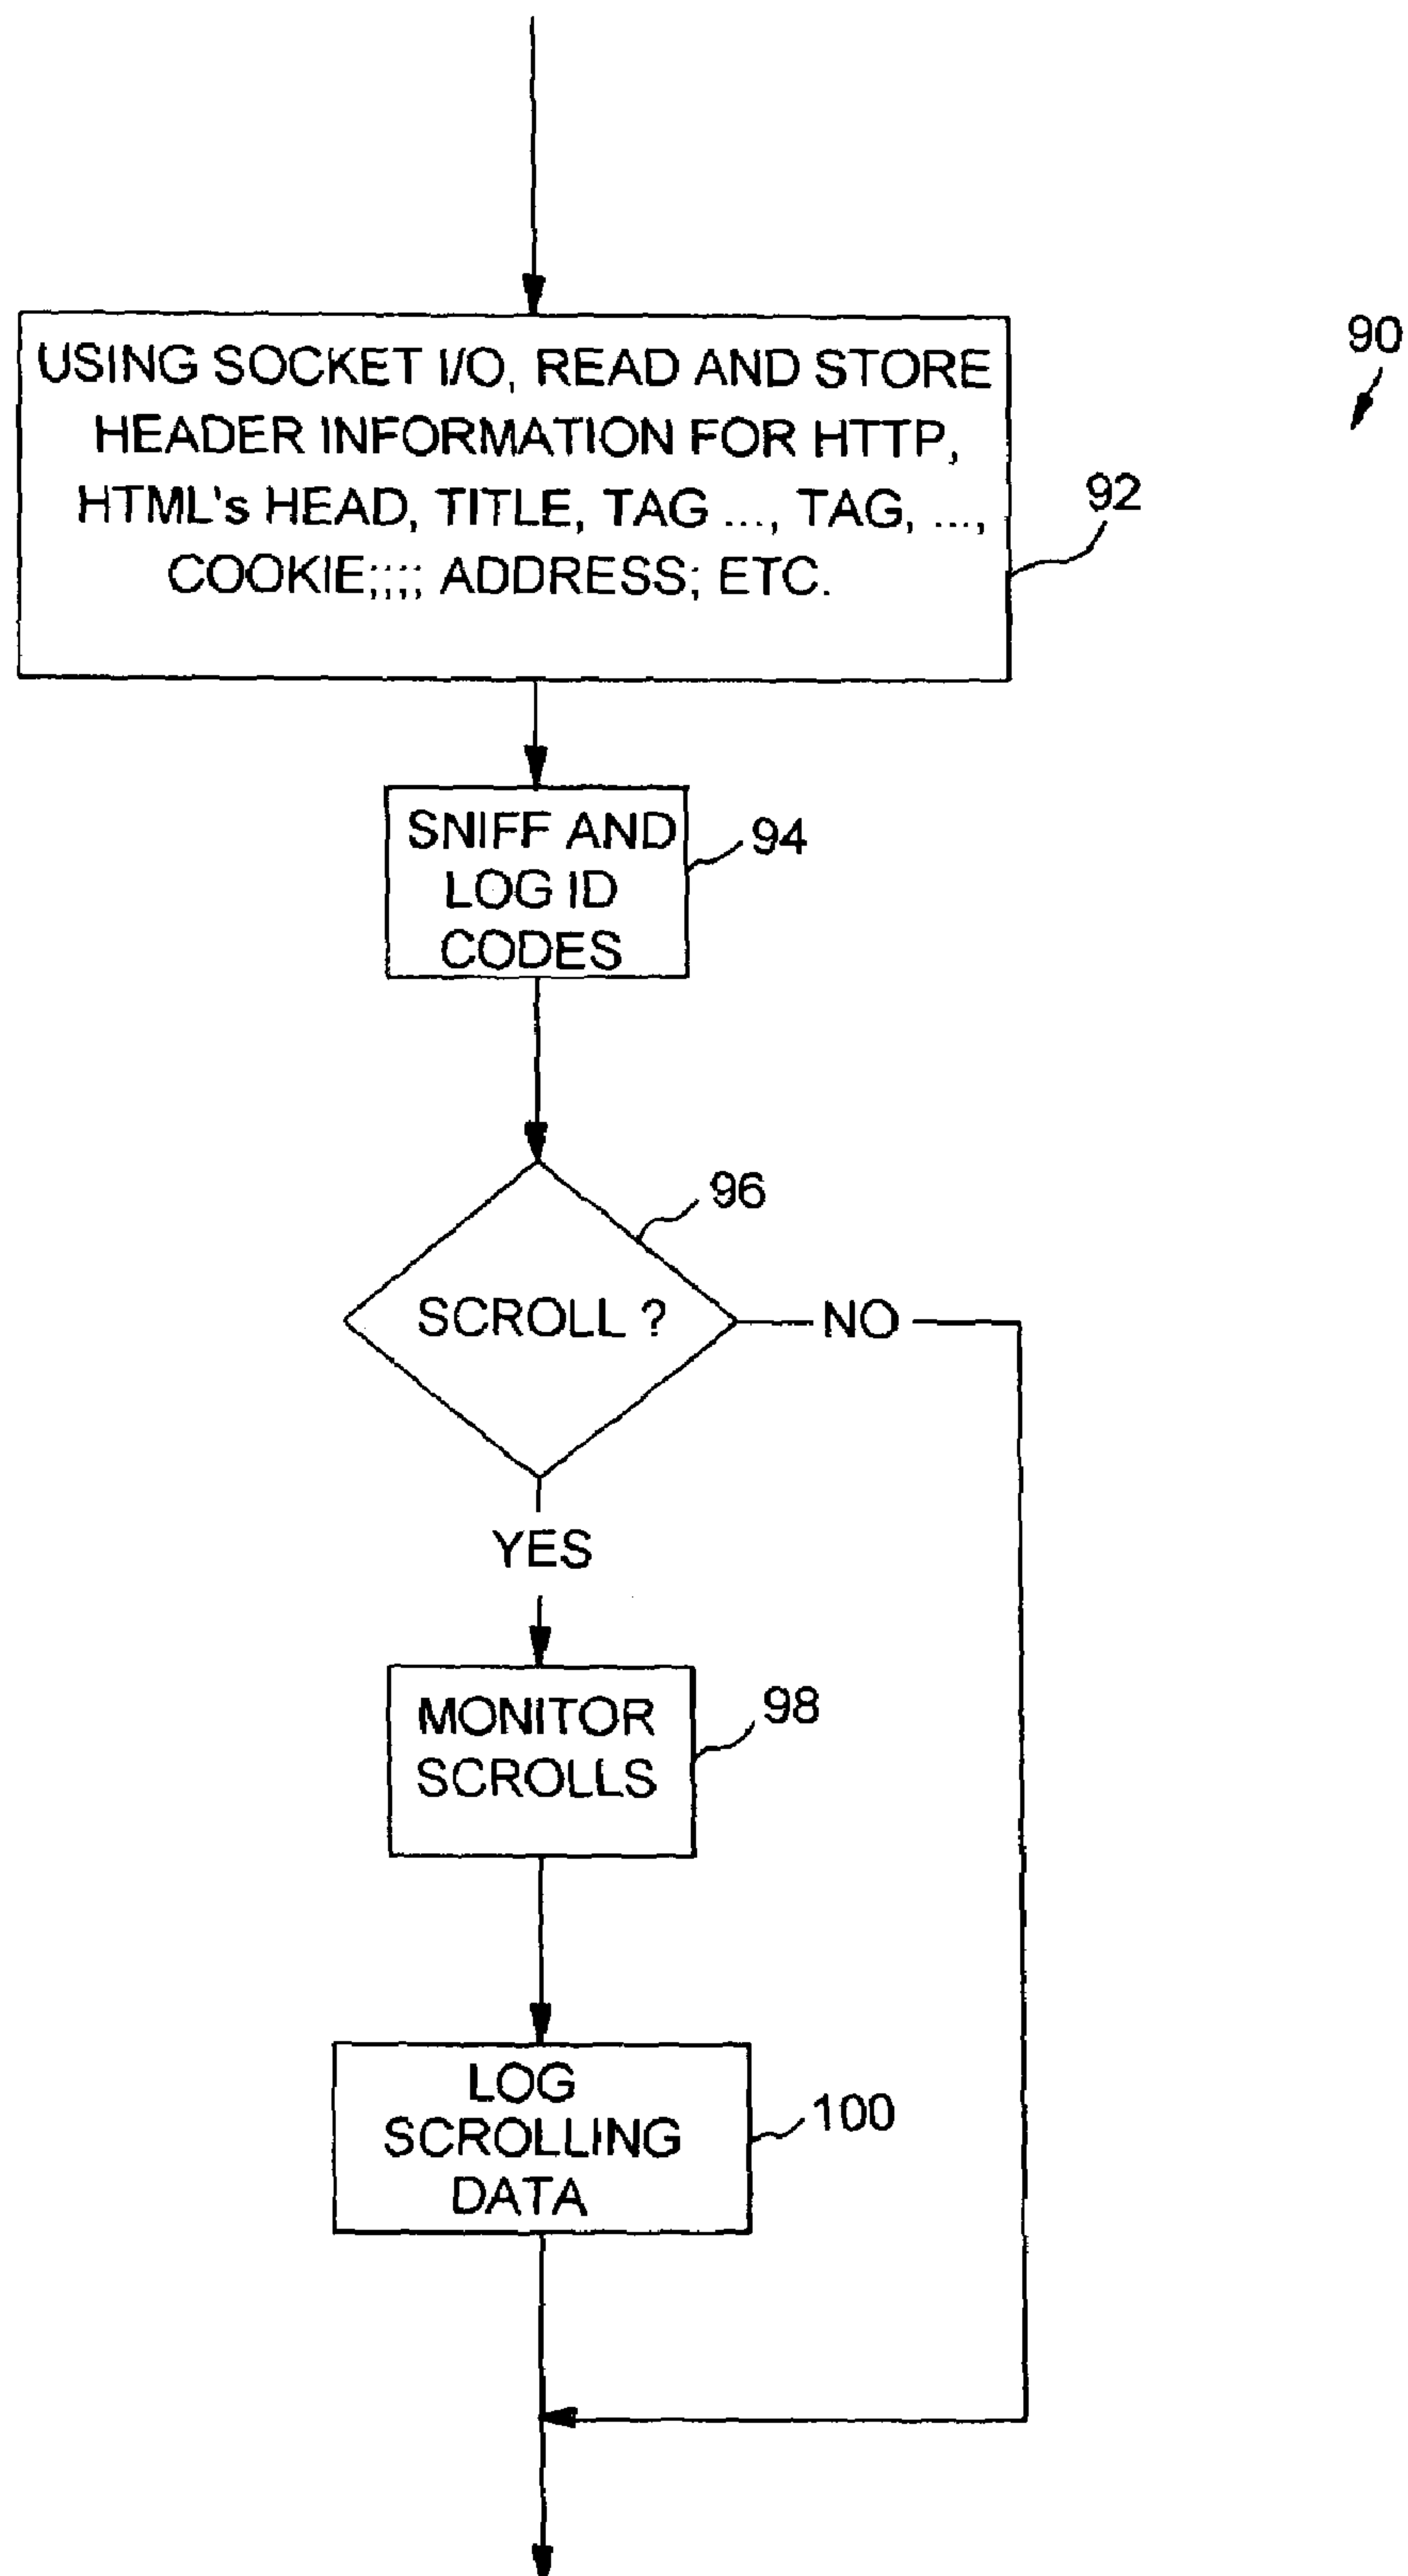 90
USING SOCKET I/O, READ AND STORE
HEADER INFORMATION FOR HTTP,
HTML's HEAD, TITLE, TAG ..., TAG, ...,
COOKIE;;;; ADDRESS; ETC.
92
SNIFF AND
LOG ID
CODES
94
96
SCROLL ?
NO
YES
MONITOR
SCROLLS
98
LOG
SCROLLING
DATA
100